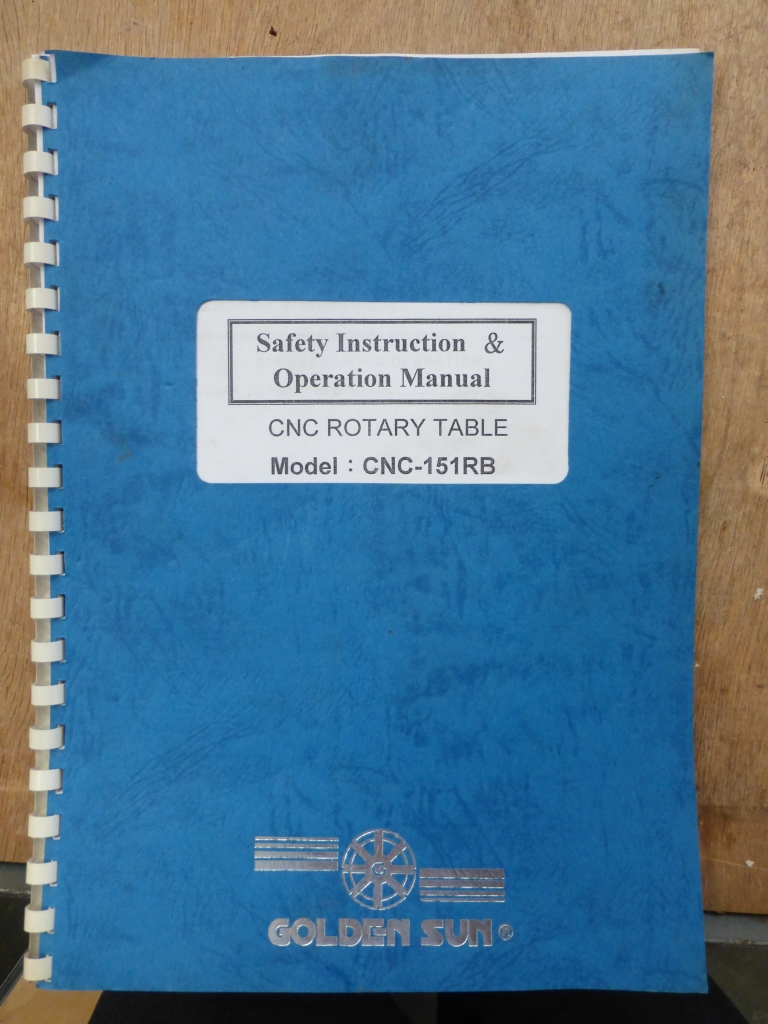 Safety Instruction &
Operation Manual
CNC ROTARY TABLE
Model：CNC-151RB
G
GOLDEN SUN ®